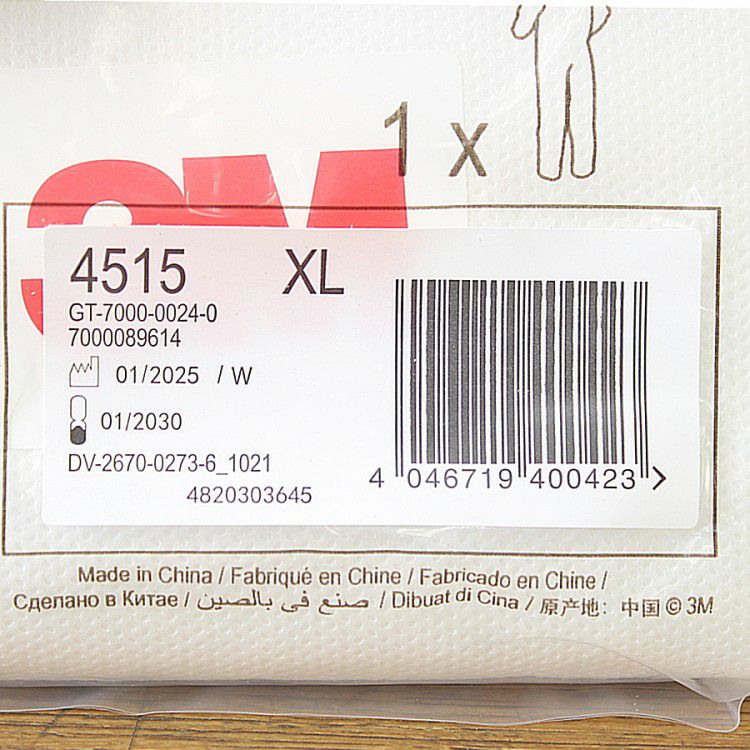 1 x
3M
4515 XL
GT-7000-0024-0
7000089614
01/2025 / W
01/2030
DV-2670-0273-6_1021
4820303645
4 046719 400423 >
Made in China / Fabriqué en Chine / Fabricado en Chine /
Сделано в Китае / صنع في بالصين / Dibuat di Cina / 原产地：中国 © 3M